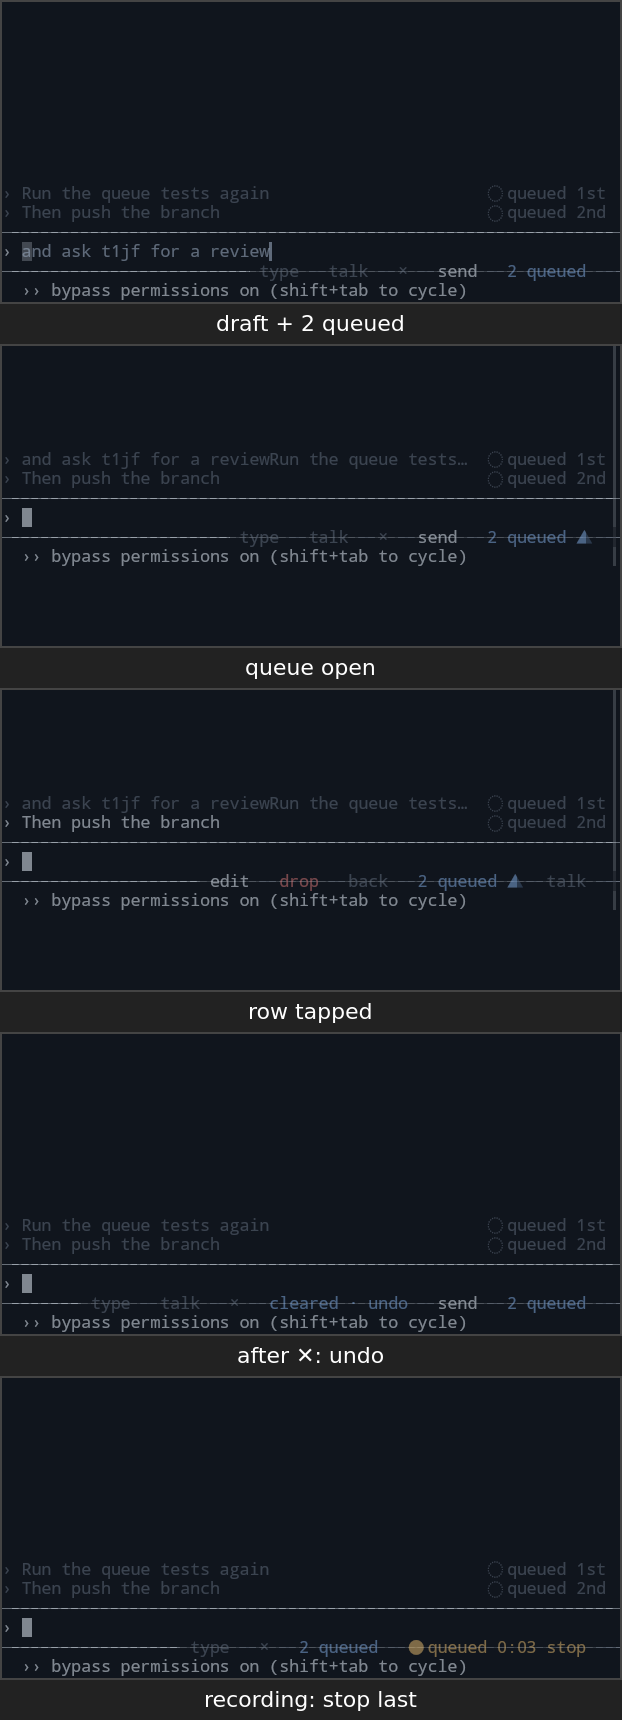 › Run the queue tests again ◌ queued 1st
› Then push the branch ◌ queued 2nd
› and ask t1jf for a review
type talk × send 2 queued
›› bypass permissions on (shift+tab to cycle)
draft + 2 queued
› and ask t1jf for a reviewRun the queue tests… ◌ queued 1st
› Then push the branch ◌ queued 2nd
›
type talk × send 2 queued ◭
›› bypass permissions on (shift+tab to cycle)
queue open
› and ask t1jf for a reviewRun the queue tests… ◌ queued 1st
› Then push the branch ◌ queued 2nd
›
edit drop back 2 queued ◭ talk
›› bypass permissions on (shift+tab to cycle)
row tapped
› Run the queue tests again ◌ queued 1st
› Then push the branch ◌ queued 2nd
›
type talk × cleared · undo send 2 queued
›› bypass permissions on (shift+tab to cycle)
after ✕: undo
› Run the queue tests again ◌ queued 1st
› Then push the branch ◌ queued 2nd
›
type × 2 queued ● queued 0:03 stop
›› bypass permissions on (shift+tab to cycle)
recording: stop last